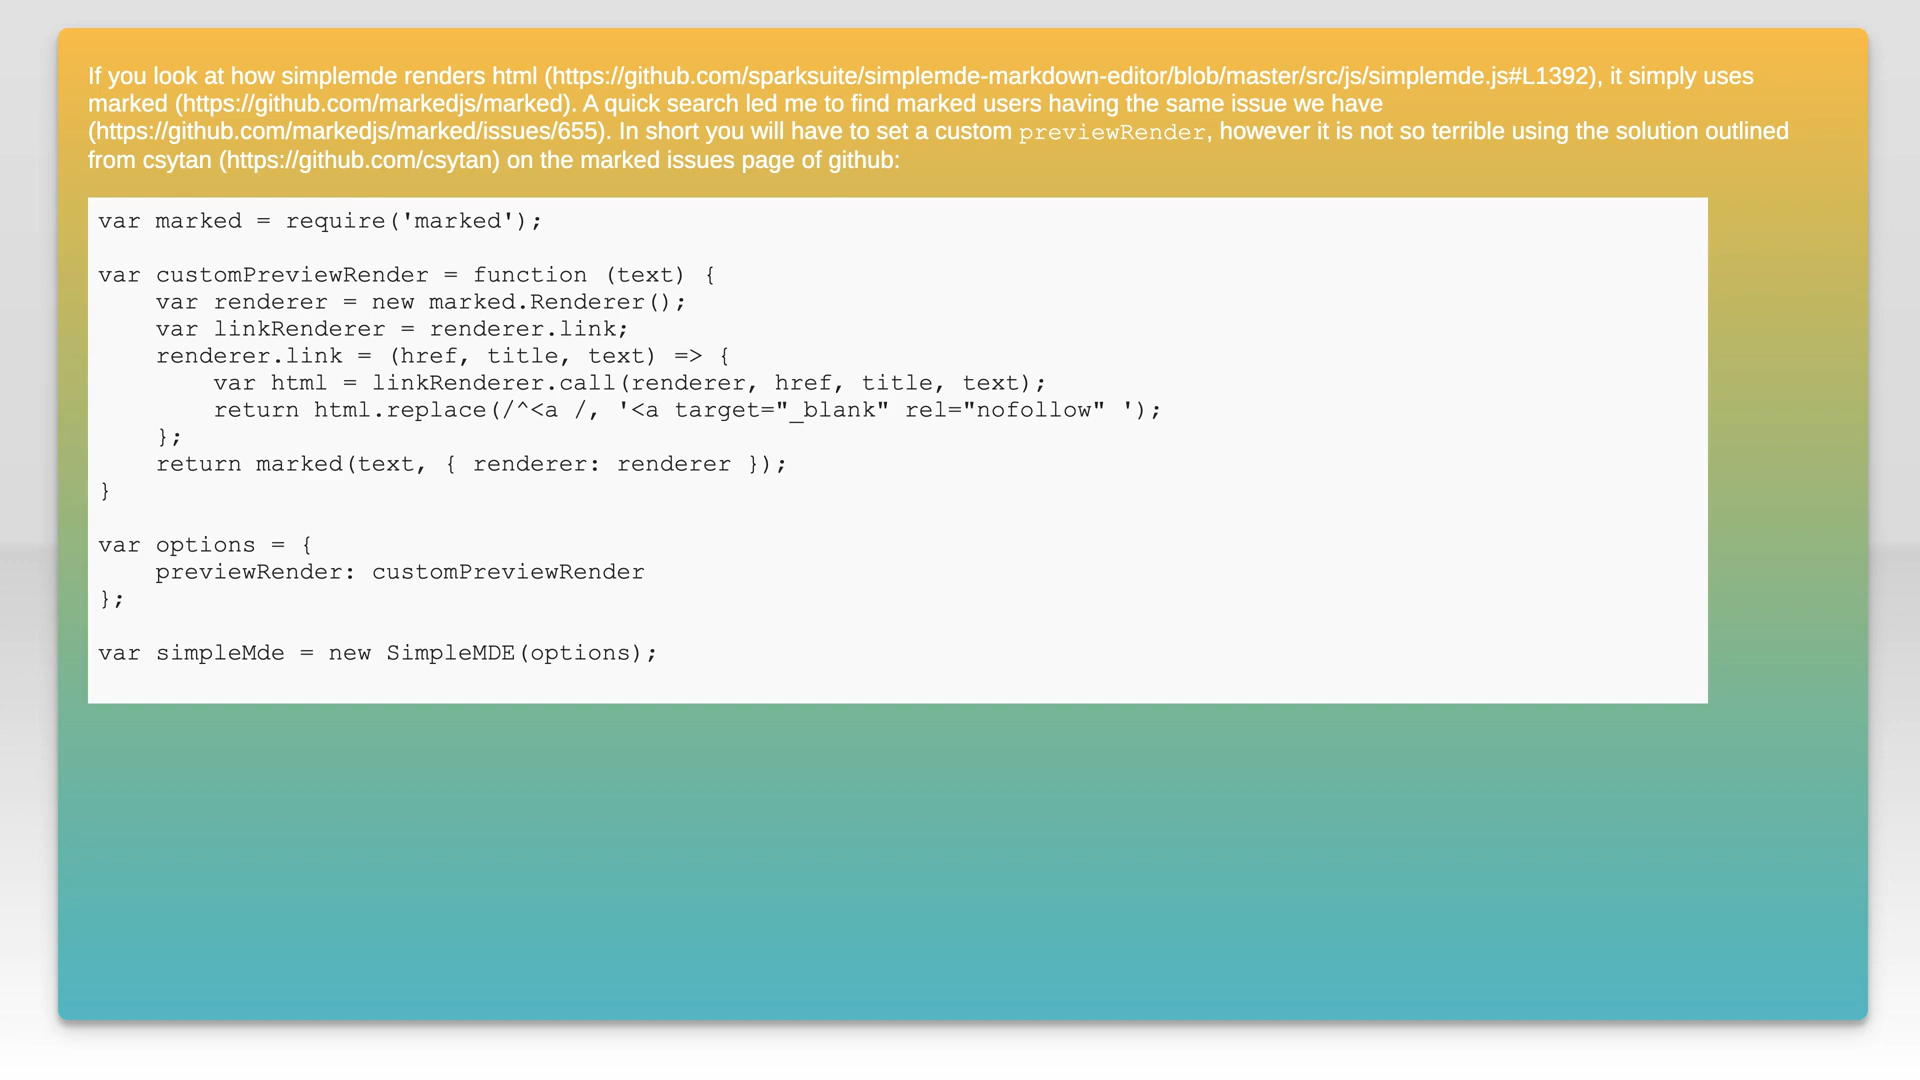 If you look at how simplemde renders html (https://github.com/sparksuite/simplemde-markdown-editor/blob/master/src/js/simplemde.js#L1392), it simply uses
marked (https://github.com/markedjs/marked). A quick search led me to find marked users having the same issue we have
(https://github.com/markedjs/marked/issues/655). In short you will have to set a custom previewRender, however it is not so terrible using the solution outlined
from csytan (https://github.com/csytan) on the marked issues page of github:
var marked = require('marked');
var customPreviewRender = function (text) {
    var renderer = new marked.Renderer();
    var linkRenderer = renderer.link;
    renderer.link = (href, title, text) => {
        var html = linkRenderer.call(renderer, href, title, text);
        return html.replace(/^<a /, '<a target="_blank" rel="nofollow" ');
    };
    return marked(text, { renderer: renderer });
}
var options = {
    previewRender: customPreviewRender
};
var simpleMde = new SimpleMDE(options);